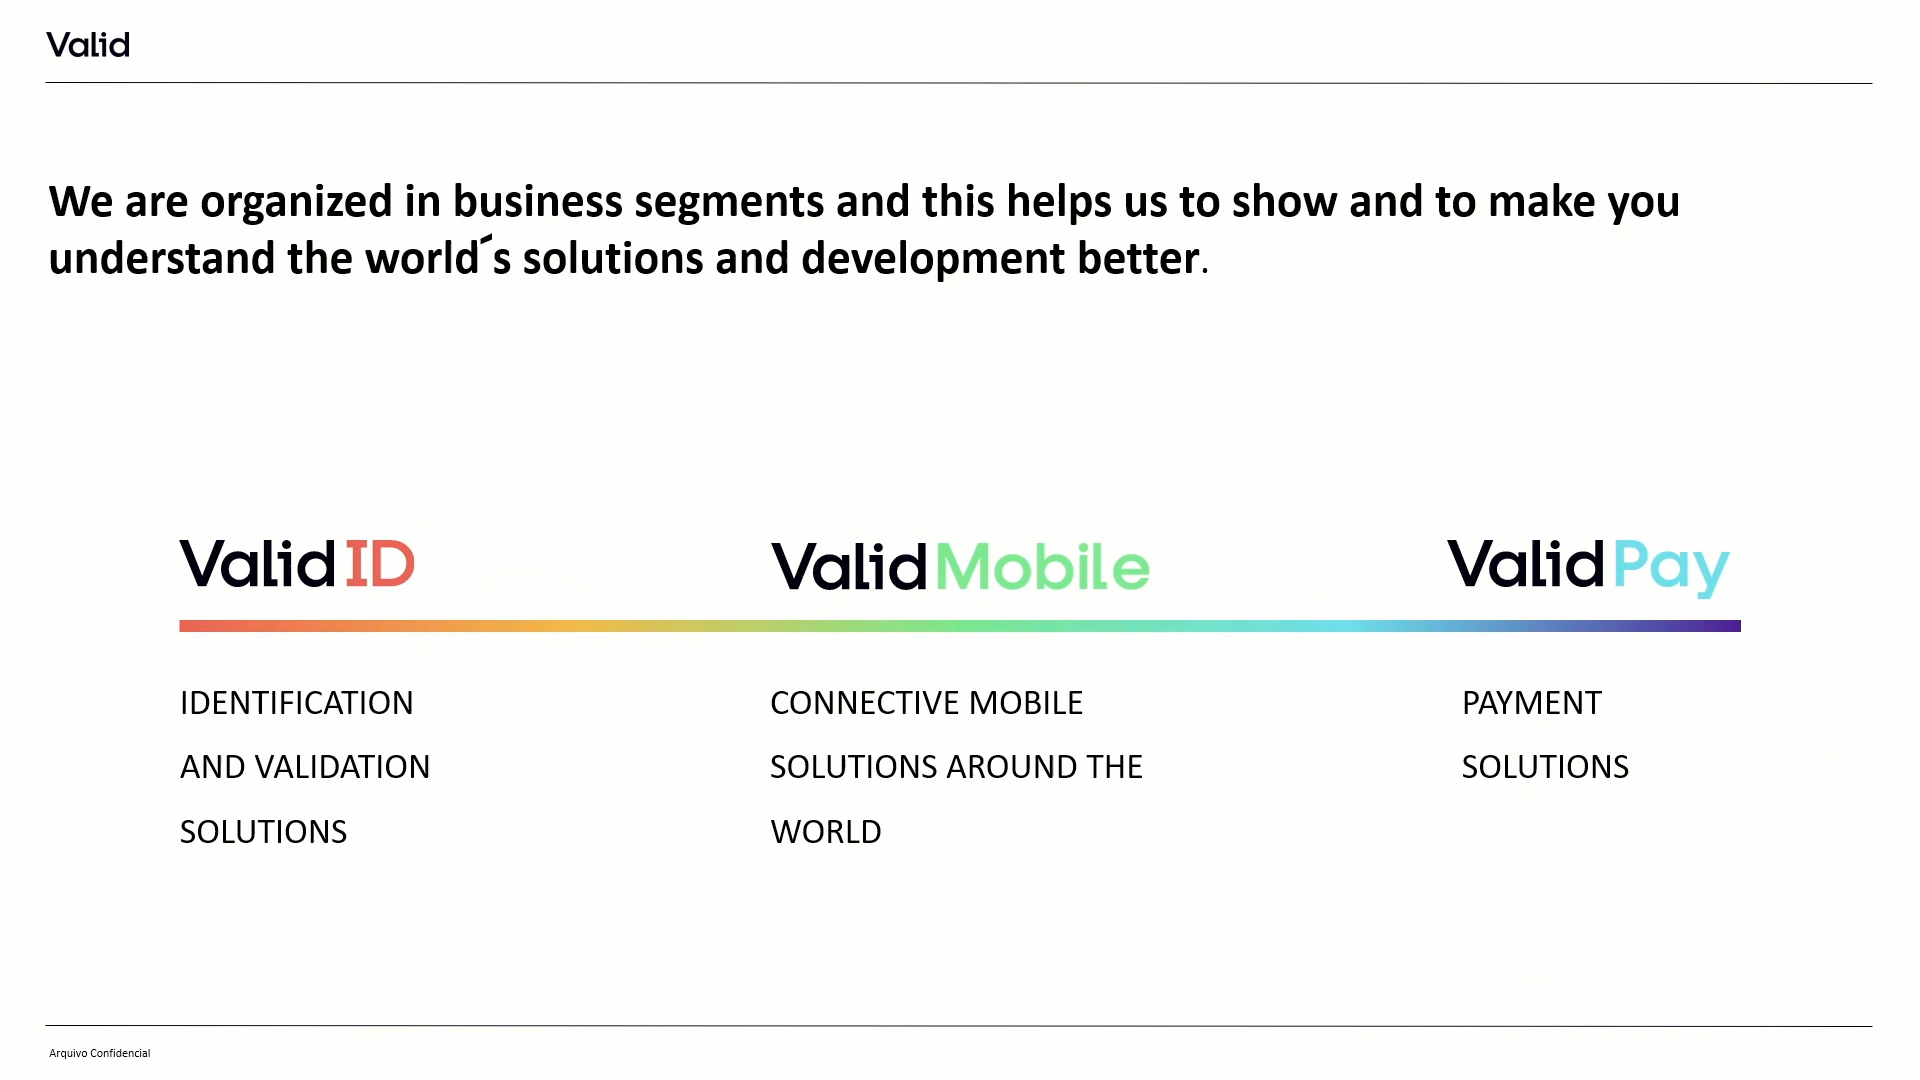 Valid
We are organized in business segments and this helps us to show and to make you
understand the world´s solutions and development better.
Valid ID
Valid Mobile
Valid Pay
IDENTIFICATION
AND VALIDATION
SOLUTIONS
CONNECTIVE MOBILE
SOLUTIONS AROUND THE
WORLD
PAYMENT
SOLUTIONS
Arquivo Confidencial